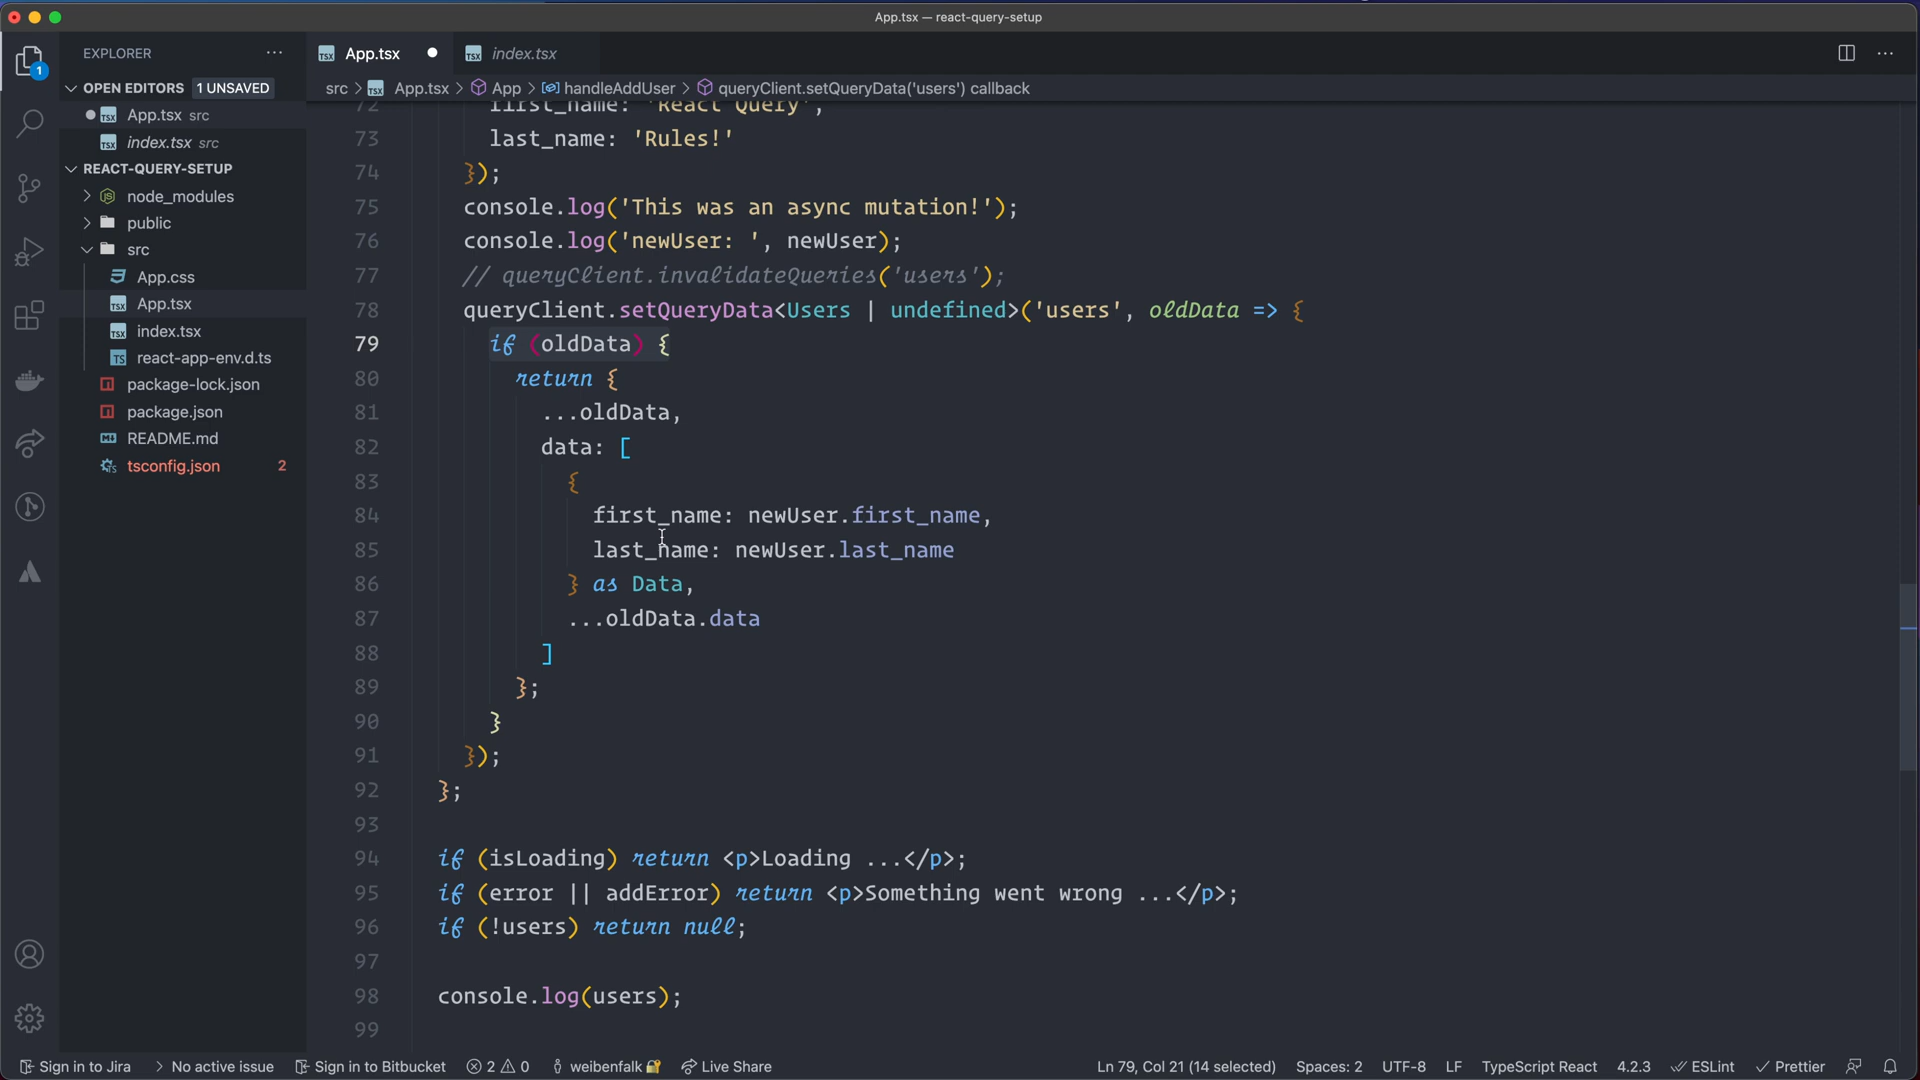 App.tsx — react-query-setup
EXPLORER
OPEN EDITORS 1 UNSAVED
App.tsx src
index.tsx src
REACT-QUERY-SETUP
node_modules
public
src
App.css
App.tsx
index.tsx
react-app-env.d.ts
package-lock.json
package.json
README.md
tsconfig.json 2
1
App.tsx
index.tsx
src > App.tsx > App > handleAddUser > queryClient.setQueryData('users') callback
72 first_name: 'React Query',
73 last_name: 'Rules!'
74 });
75 console.log('This was an async mutation!');
76 console.log('newUser: ', newUser);
77 // queryClient.invalidateQueries('users');
78 queryClient.setQueryData<Users | undefined>('users', oldData => {
79 if (oldData) {
80 return {
81 ...oldData,
82 data: [
83 {
84 first_name: newUser.first_name,
85 last_name: newUser.last_name
86 } as Data,
87 ...oldData.data
88 ]
89 };
90 }
91 });
92 };
93
94 if (isLoading) return <p>Loading ...</p>;
95 if (error || addError) return <p>Something went wrong ...</p>;
96 if (!users) return null;
97
98 console.log(users);
99
Sign in to Jira > No active issue Sign in to Bitbucket 2 0 weibenfalk Live Share Ln 79, Col 21 (14 selected) Spaces: 2 UTF-8 LF TypeScript React 4.2.3 ESLint Prettier